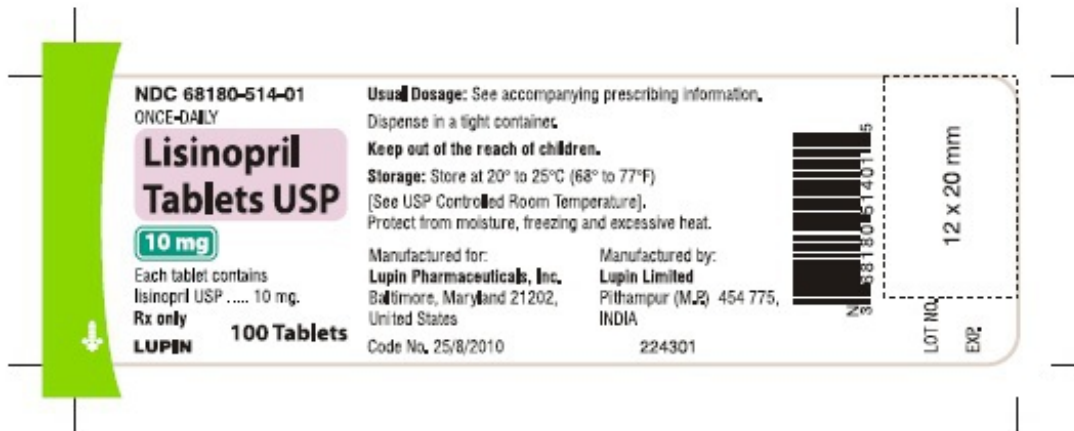 NDC 68180-514-01
ONCE-DAILY
Lisinopril
Tablets USP
10 mg
Each tablet contains
lisinopril USP ..... 10 mg.
Rx only
100 Tablets
LUPIN
Usual Dosage: See accompanying prescribing information.
Dispense in a tight container.
Keep out of the reach of children.
Storage: Store at 20° to 25°C (68° to 77°F)
[See USP Controlled Room Temperature].
Protect from moisture, freezing and excessive heat.
Manufactured for:
Lupin Pharmaceuticals, Inc.
Baltimore, Maryland 21202,
United States
Manufactured by:
Lupin Limited
Pithampur (M.P.) 454 775,
INDIA
Code No. 25/8/2010
224301
N
3 68180 51401 5
12 x 20 mm
LOT NO.
EXP.